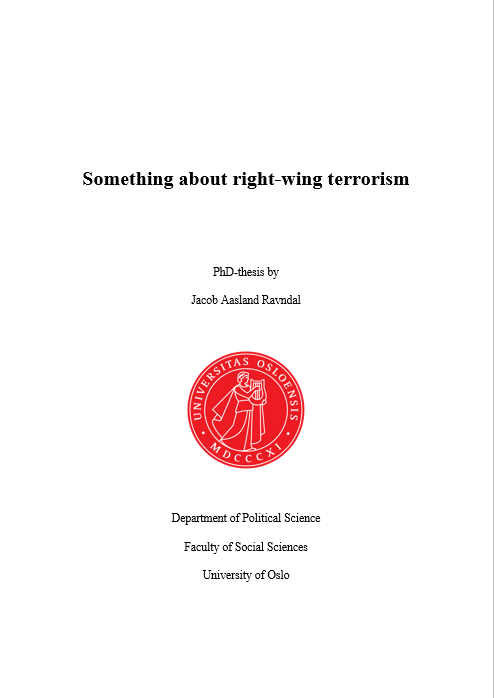 Something about right-wing terrorism
PhD-thesis by
Jacob Aasland Ravndal
UNIVERSITAS OSLOENSIS
MDCCCXI
Department of Political Science
Faculty of Social Sciences
University of Oslo